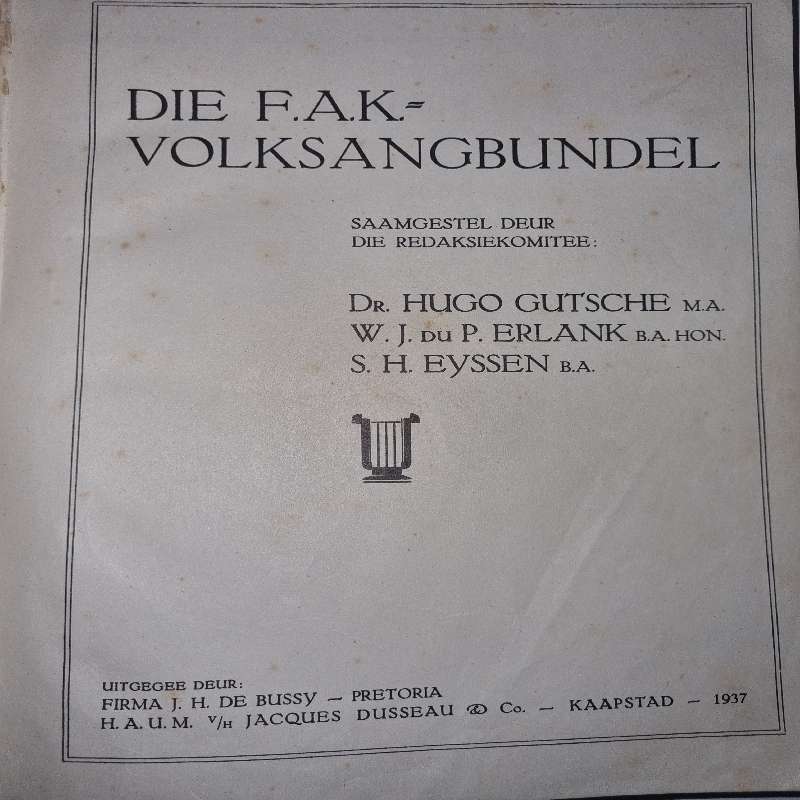 DIE F.A.K.-
VOLKSANGBUNDEL
SAAMGESTEL DEUR
DIE REDAKSIEKOMITEE:
DR. HUGO GUTSCHE M.A.
W. J. DU P. ERLANK B.A. HON.
S. H. EYSSEN B.A.
UITGEGEE DEUR:
FIRMA J. H. DE BUSSY — PRETORIA
H. A. U. M. V/H JACQUES DUSSEAU & Co. — KAAPSTAD — 1937